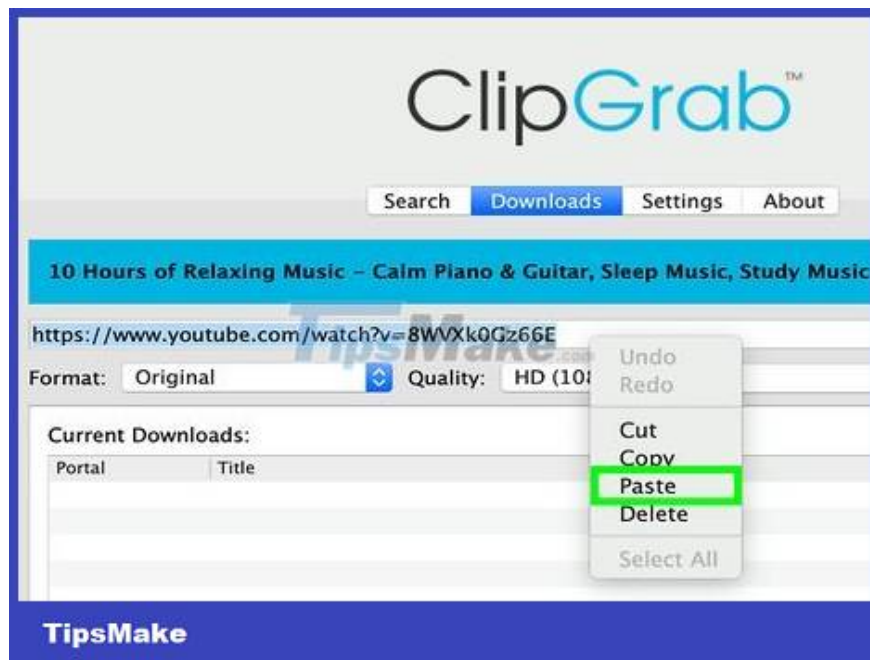 ClipGrab™
Search Downloads Settings About
10 Hours of Relaxing Music – Calm Piano & Guitar, Sleep Music, Study Music
https://www.youtube.com/watch?v=8WVXk0Gz66E
TipsMake.com
Format: Original Quality: HD (108
Undo
Redo
Current Downloads:
Portal Title
Cut
Copy
Paste
Delete
Select All
TipsMake